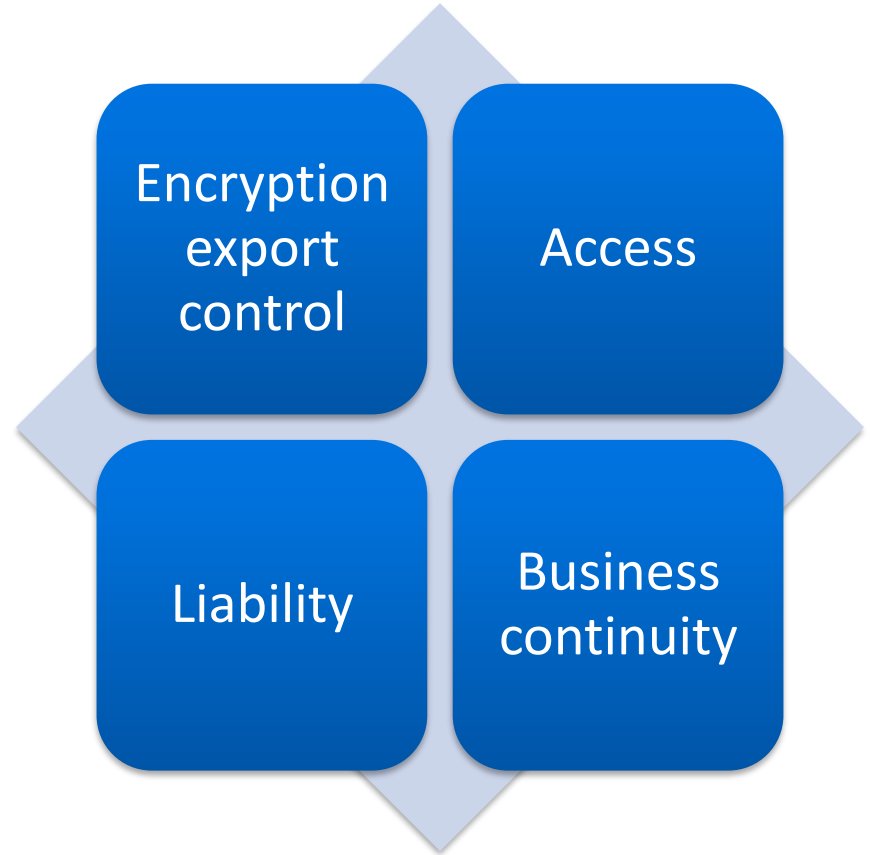 Encryption
export
control
Access
Liability
Business
continuity